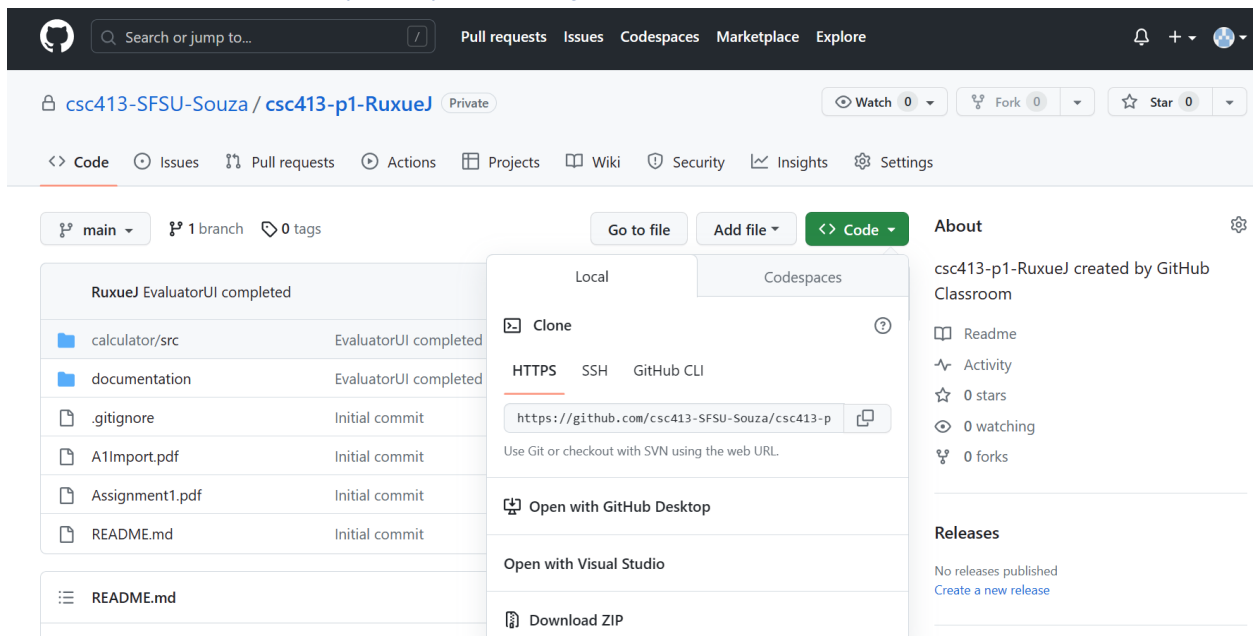 Search or jump to... / Pull requests Issues Codespaces Marketplace Explore
csc413-SFSU-Souza / csc413-p1-RuxueJ Private Watch 0 Fork 0 Star 0
Code Issues Pull requests Actions Projects Wiki Security Insights Settings
main 1 branch 0 tags Go to file Add file Code
RuxueJ EvaluatorUI completed
calculator/src EvaluatorUI completed
documentation EvaluatorUI completed
.gitignore Initial commit
A1Import.pdf Initial commit
Assignment1.pdf Initial commit
README.md Initial commit
README.md
Local Codespaces
Clone
HTTPS SSH GitHub CLI
https://github.com/csc413-SFSU-Souza/csc413-p
Use Git or checkout with SVN using the web URL.
Open with GitHub Desktop
Open with Visual Studio
Download ZIP
About
csc413-p1-RuxueJ created by GitHub
Classroom
Readme
Activity
0 stars
0 watching
0 forks
Releases
No releases published
Create a new release